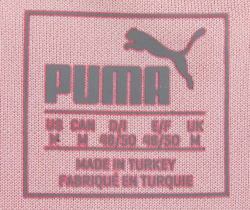 PUMA
US CAN D/I E/F UK
M M 48/50 48/50 M
MADE IN TURKEY
FABRIQUÉ EN TURQUIE